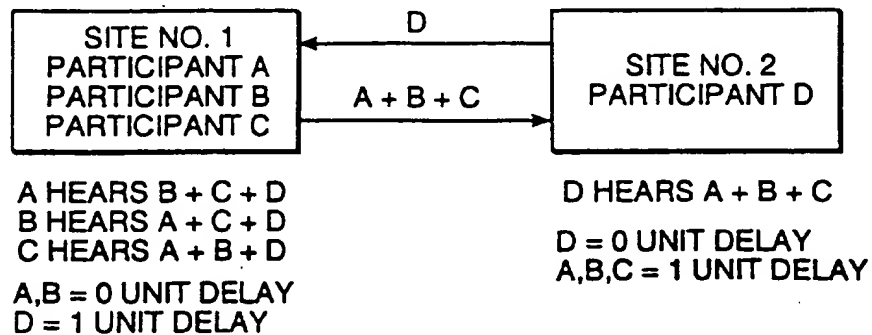 SITE NO. 1
PARTICIPANT A
PARTICIPANT B
PARTICIPANT C
D
A + B + C
SITE NO. 2
PARTICIPANT D
A HEARS B + C + D
B HEARS A + C + D
C HEARS A + B + D
A,B = 0 UNIT DELAY
D = 1 UNIT DELAY
D HEARS A + B + C
D = 0 UNIT DELAY
A,B,C = 1 UNIT DELAY